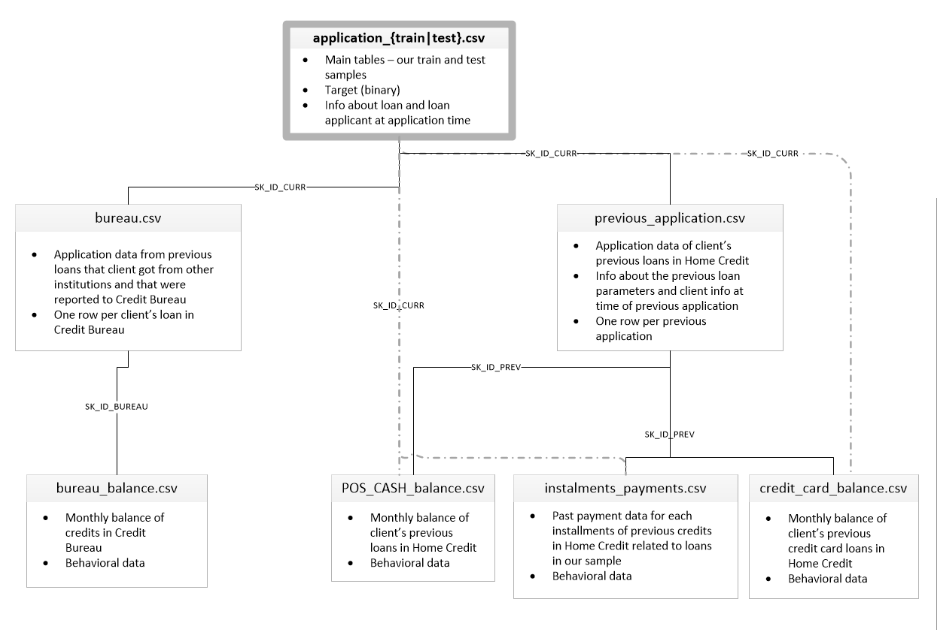 application_{train|test}.csv
• Main tables – our train and test
samples
• Target (binary)
• Info about loan and loan
applicant at application time
SK_ID_CURR
SK_ID_CURR
SK_ID_CURR
bureau.csv
• Application data from previous
loans that client got from other
institutions and that were
reported to Credit Bureau
• One row per client's loan in
Credit Bureau
previous_application.csv
• Application data of client's
previous loans in Home Credit
• Info about the previous loan
parameters and client info at
time of previous application
• One row per previous
application
SK_ID_CURR
SK_ID_PREV
SK_ID_BUREAU
SK_ID_PREV
bureau_balance.csv
• Monthly balance of
credits in Credit
Bureau
• Behavioral data
POS_CASH_balance.csv
• Monthly balance of
client's previous
loans in Home Credit
• Behavioral data
instalments_payments.csv
• Past payment data for each
installments of previous credits
in Home Credit related to loans
in our sample
• Behavioral data
credit_card_balance.csv
• Monthly balance of
client's previous
credit card loans in
Home Credit
• Behavioral data